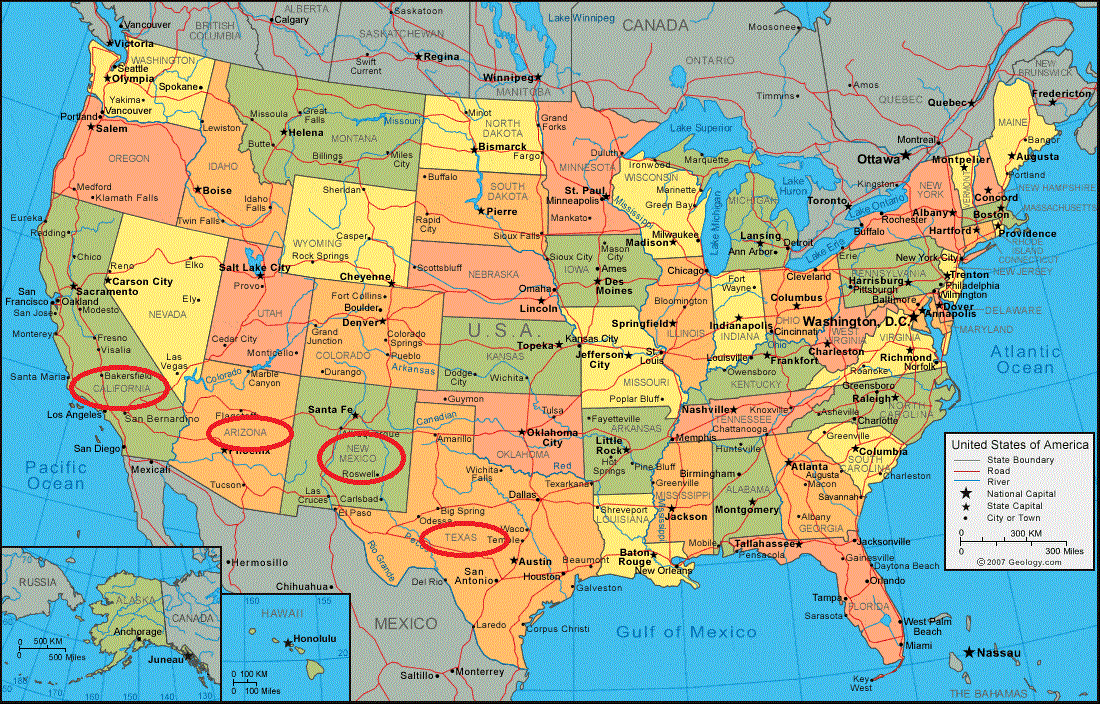 Vancouver
Victoria
Seattle
Olympia
WASHINGTON
Spokane
Yakima
Vancouver
Portland
Salem
OREGON
Medford
Klamath Falls
BRITISH
COLUMBIA
ALBERTA
Calgary
Saskatoon
SASKATCHEWAN
Swift
Current
Regina
Winnipeg
MANITOBA
Lake Winnipeg
CANADA
ONTARIO
Moosonee
Timmins
Amos
QUEBEC
Quebec
NEW
BRUNSWICK
Fredericton
Montreal
Ottawa
Kingston
Toronto
Lewiston
IDAHO
Boise
Idaho
Falls
Twin Falls
Missoula
Great
Falls
Helena
Butte
MONTANA
Missouri
Billings
Miles
City
Minot
NORTH
DAKOTA
Bismarck
Fargo
Grand
Forks
Buffalo
SOUTH
DAKOTA
Pierre
Rapid
City
Sioux Falls
MINNESOTA
Duluth
St. Paul
Minneapolis
Mankato
Mississippi
Lake Superior
Ironwood
Marquette
WISCONSIN
Marinette
Green Bay
Milwaukee
Madison
Lake Michigan
MICHIGAN
Lake
Huron
Lansing
Detroit
Ann Arbor
Lake Erie
Lake Ontario
MAINE
Bangor
Augusta
Portland
Montpelier
VERMONT
NEW HAMPSHIRE
Concord
MASSACHUSETTS
Boston
Providence
RHODE
ISLAND
CONNECTICUT
Hartford
NEW
YORK
Albany
Rochester
Buffalo
New York City
NEW JERSEY
Trenton
Philadelphia
Wilmington
Erie
PENNSYLVANIA
Harrisburg
Pittsburgh
Baltimore
Dover
DELAWARE
Annapolis
MARYLAND
Washington, D.C.
Eureka
Redding
Chico
Sacramento
San
Francisco
Oakland
San Jose
Modesto
Monterey
Fresno
Visalia
Santa Maria
Bakersfield
CALIFORNIA
Los Angeles
San Bernardino
San Diego
Mexicali
Reno
Carson City
Elko
Ely
NEVADA
Las
Vegas
Salt Lake City
Provo
UTAH
Cedar City
Monticello
Colorado
Marble
Canyon
Flagstaff
ARIZONA
Phoenix
Tucson
Sheridan
WYOMING
Casper
Rock Springs
Cheyenne
Fort Collins
Boulder
Denver
Grand
Junction
Colorado
Springs
COLORADO
Pueblo
Durango
Arkansas
Santa Fe
Albuquerque
NEW
MEXICO
Roswell
Las
Cruces
Carlsbad
Scottsbluff
NEBRASKA
Omaha
Lincoln
U.S.A.
Topeka
KANSAS
Dodge
City
Wichita
Guymon
Canadian
Tulsa
Oklahoma
City
OKLAHOMA
Red
Amarillo
Wichita
Falls
Dallas
El Paso
Big Spring
Odessa
Waco
Temple
TEXAS
Rio Grande
Austin
Beaumont
Houston
Galveston
Del Rio
San
Antonio
Laredo
Corpus Christi
Sioux City
Mason
City
IOWA
Ames
Des
Moines
Kansas City
Jefferson
City
St.
Louis
MISSOURI
Poplar Bluff
Chicago
Bloomington
Springfield
ILLINOIS
Fort
Wayne
Indianapolis
INDIANA
Cleveland
Columbus
OHIO
Cincinnati
Ohio
Louisville
Frankfort
Owensboro
KENTUCKY
WEST
VIRGINIA
Charleston
VIRGINIA
Richmond
Norfolk
Roanoke
Greensboro
Raleigh
NORTH
CAROLINA
Asheville
Charlotte
Nashville
Knoxville
TENNESSEE
Chattanooga
Memphis
Fayetteville
ARKANSAS
Little
Rock
Hot
Springs
Pine Bluff
Texarkana
Greenville
MISSISSIPPI
Jackson
Mississippi
Birmingham
ALABAMA
Montgomery
Mobile
Greenville
Columbia
SOUTH
CAROLINA
Charleston
Atlanta
Augusta
Macon
Savannah
Albany
GEORGIA
Shreveport
LOUISIANA
Baton
Rouge
New Orleans
Tallahassee
Pensacola
Jacksonville
Gainesville
Daytona Beach
Orlando
Tampa
FLORIDA
Sarasota
West Palm
Beach
Miami
Key
West
Nassau
THE BAHAMAS
Pacific
Ocean
Atlantic
Ocean
Gulf of Mexico
MEXICO
Hermosillo
Chihuahua
Monterrey
Saltillo
RUSSIA
ALASKA
CANADA
Anchorage
Juneau
0 500 KM
0 500 Miles
70
60
50
180
170
160
150
140
130
160
155
HAWAII
Honolulu
20
0 100 KM
0 100 Miles
United States of America
State Boundary
Road
River
National Capital
State Capital
City or Town
0 300 KM
0 300 Miles
© 2007 Geology.com